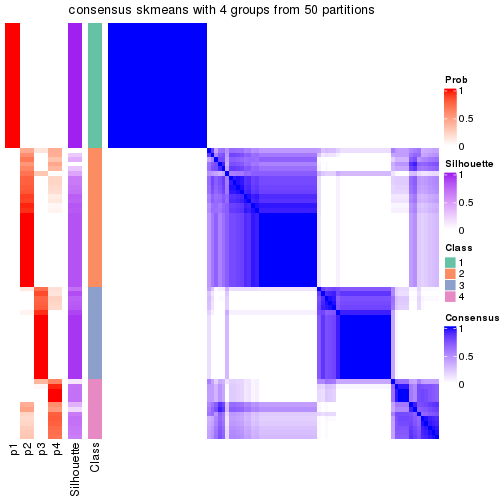 consensus skmeans with 4 groups from 50 partitions
Prob
1
0.5
0
Silhouette
1
0.5
0
Class
1
2
3
4
Consensus
1
0.5
0
p1
p2
p3
p4
Silhouette
Class